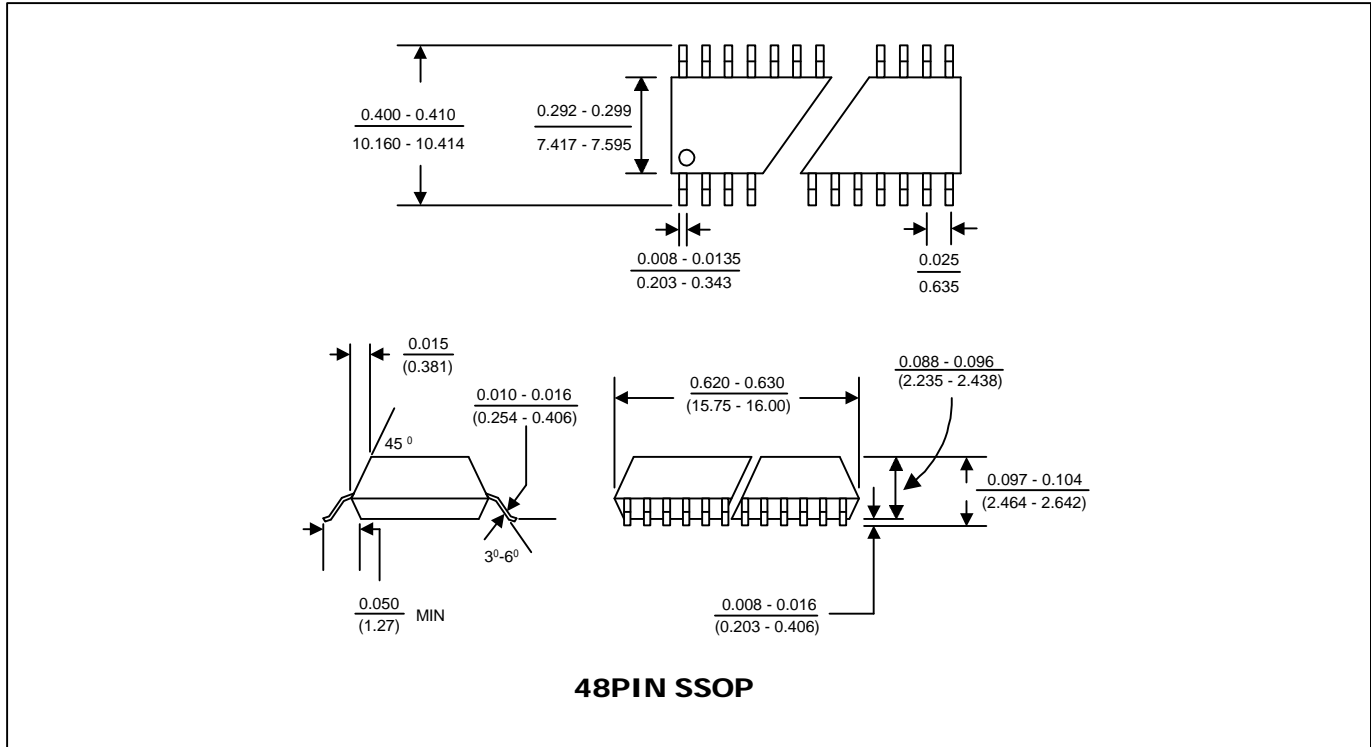 0.400 - 0.410
10.160 - 10.414
0.292 - 0.299
7.417 - 7.595
0.008 - 0.0135
0.203 - 0.343
0.025
0.635
0.015
(0.381)
0.010 - 0.016
(0.254 - 0.406)
45 ⁰
3⁰-6⁰
0.050
(1.27) MIN
0.620 - 0.630
(15.75 - 16.00)
0.088 - 0.096
(2.235 - 2.438)
0.097 - 0.104
(2.464 - 2.642)
0.008 - 0.016
(0.203 - 0.406)
48PIN SSOP